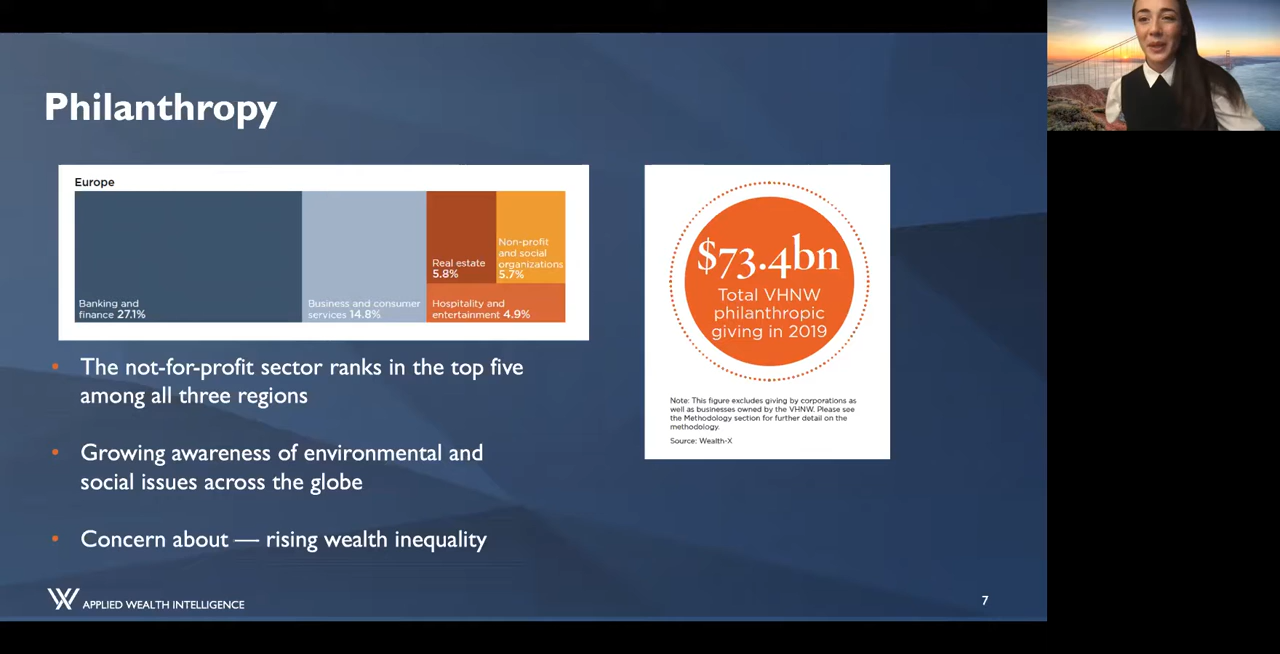 Philanthropy
Europe
Banking and
finance 27.1%
Business and consumer
services 14.8%
Real estate
5.8%
Non-profit
and social
organizations
5.7%
Hospitality and
entertainment 4.9%
• The not-for-profit sector ranks in the top five
among all three regions
• Growing awareness of environmental and
social issues across the globe
• Concern about — rising wealth inequality
$73.4bn
Total VHNW
philanthropic
giving in 2019
Note: This figure excludes giving by corporations as
well as businesses owned by the VHNW. Please see
the Methodology section for further detail on the
methodology.
Source: Wealth-X
W APPLIED WEALTH INTELLIGENCE
7